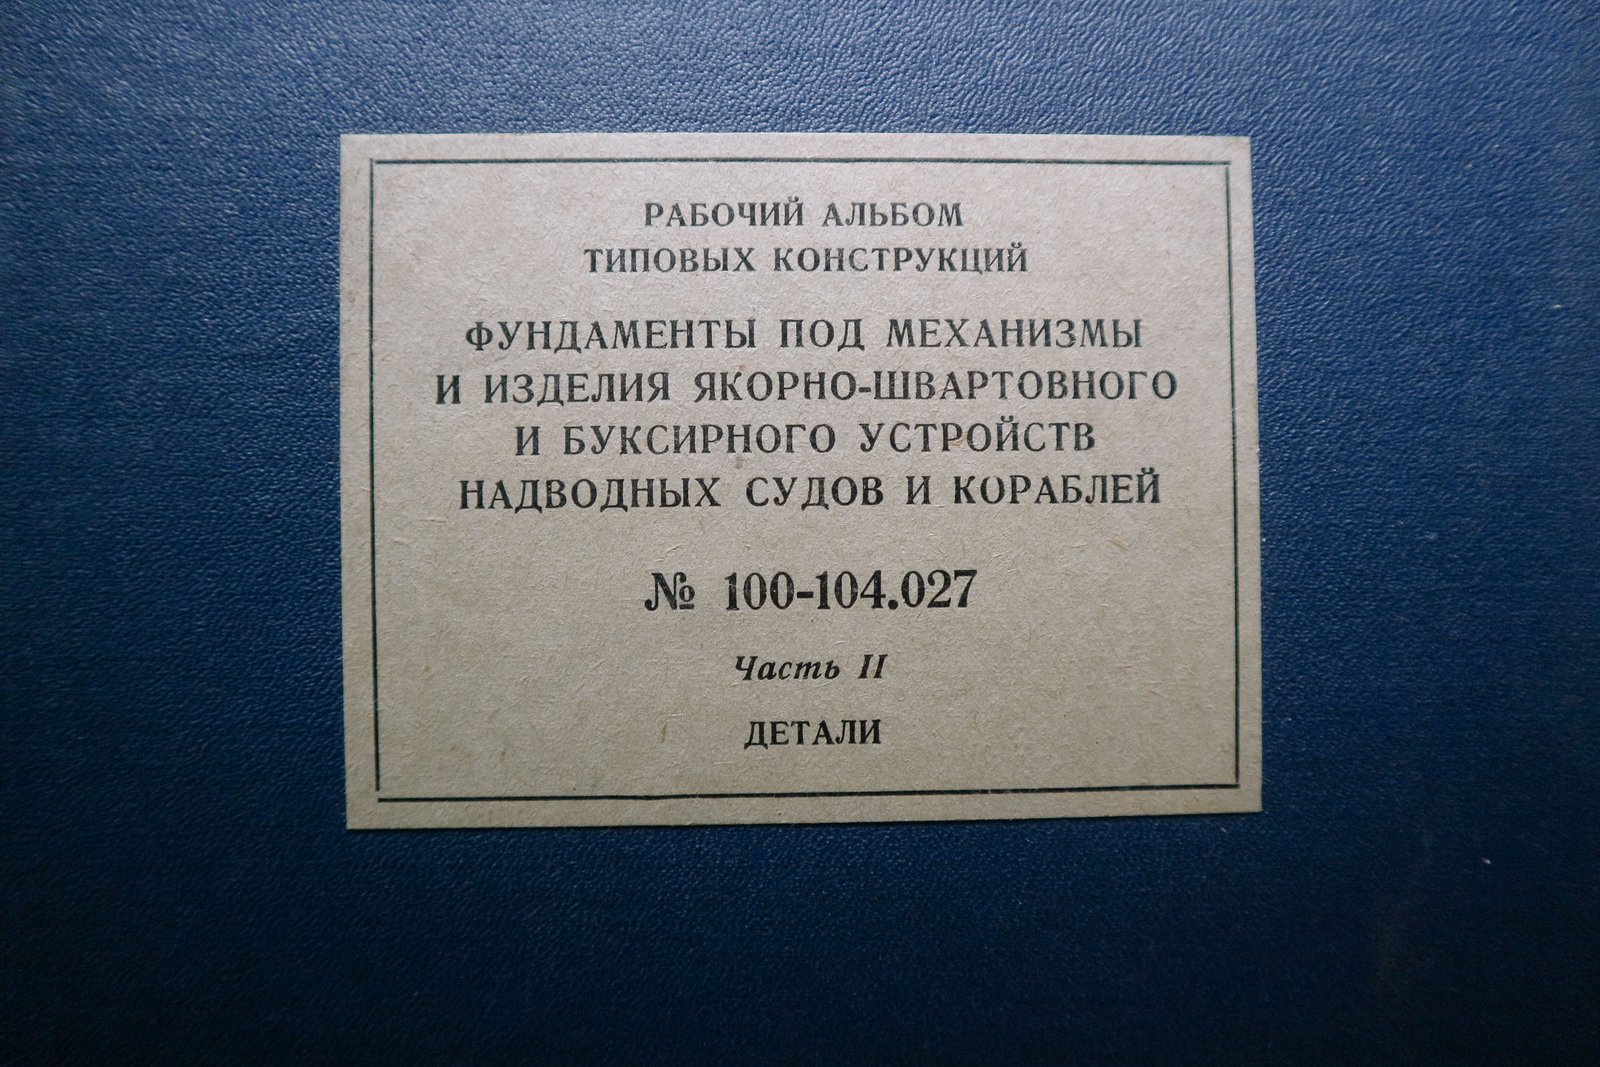 РАБОЧИЙ АЛЬБОМ
ТИПОВЫХ КОНСТРУКЦИЙ
ФУНДАМЕНТЫ ПОД МЕХАНИЗМЫ
И ИЗДЕЛИЯ ЯКОРНО-ШВАРТОВНОГО
И БУКСИРНОГО УСТРОЙСТВ
НАДВОДНЫХ СУДОВ И КОРАБЛЕЙ
№ 100-104.027
Часть II
ДЕТАЛИ